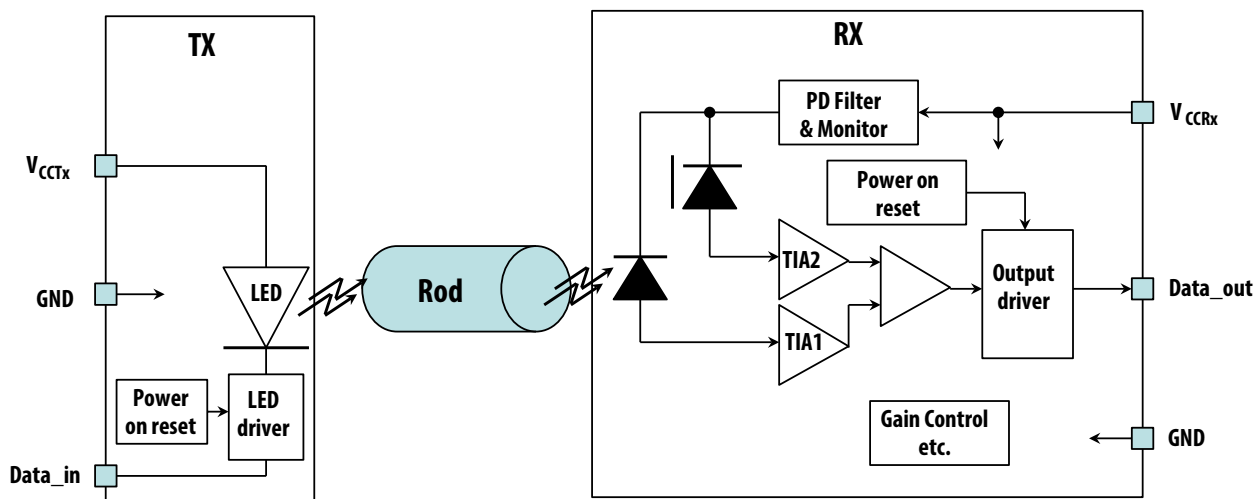 TX
V_CCTx
GND
LED
Power
on reset
LED
driver
Data_in
Rod
RX
PD Filter
& Monitor
V_CCRx
Power on
reset
TIA2
TIA1
Output
driver
Data_out
Gain Control
etc.
GND